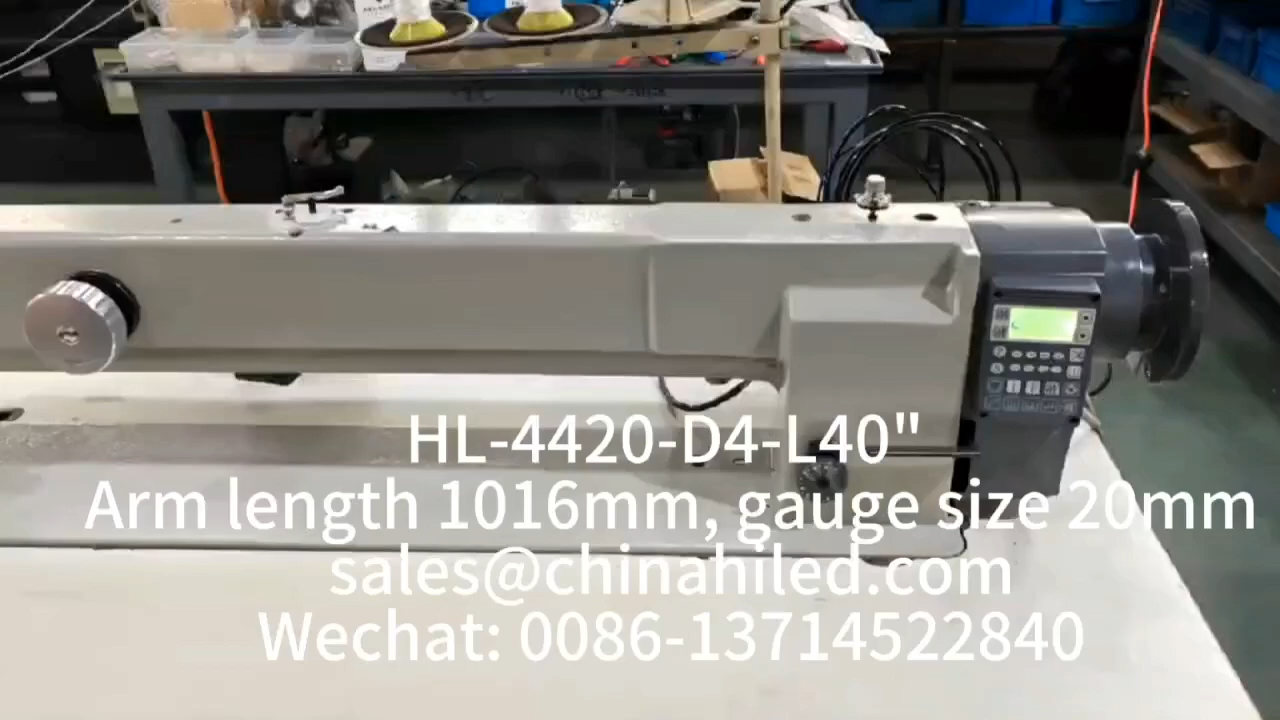 HL-4420-D4-L40"
Arm length 1016mm, gauge size 20mm
sales@chinahiled.com
Wechat: 0086-13714522840